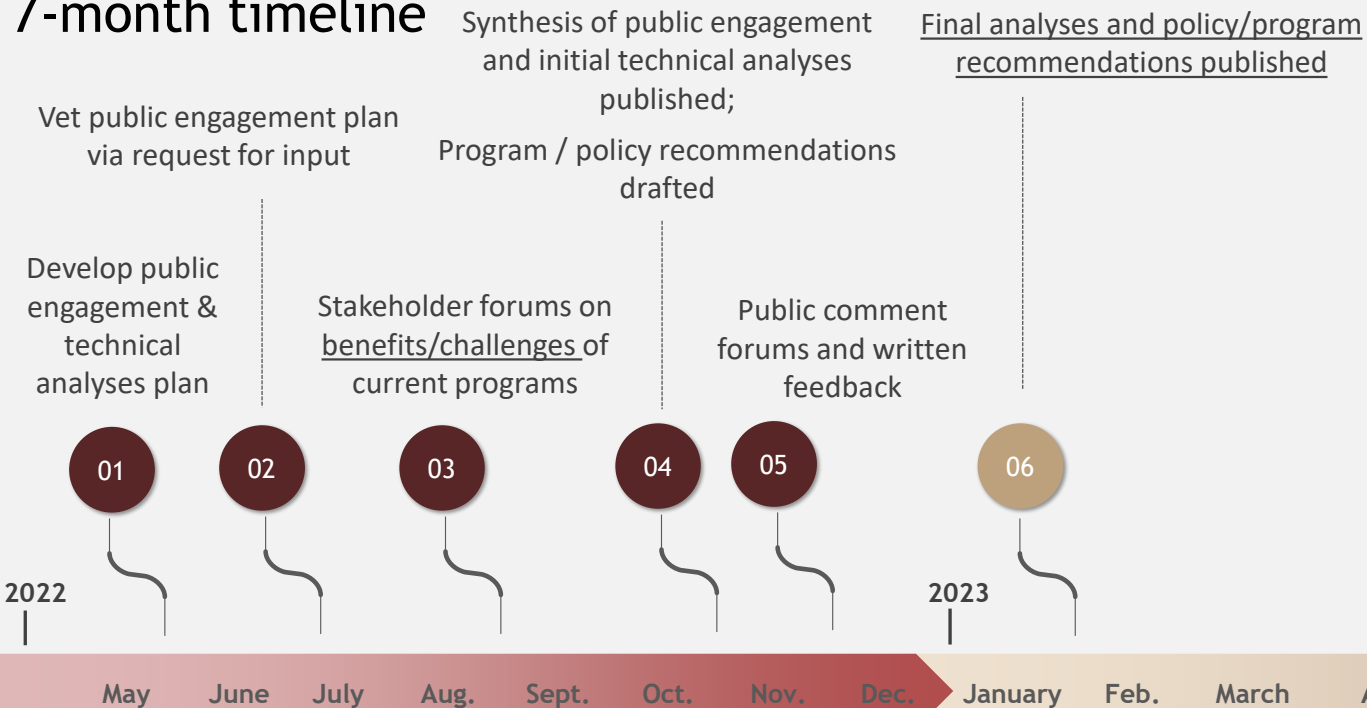 7-month timeline
Synthesis of public engagement
and initial technical analyses
published;
Program / policy recommendations
drafted
Final analyses and policy/program
recommendations published
Vet public engagement plan
via request for input
Develop public
engagement &
technical
analyses plan
Stakeholder forums on
benefits/challenges of
current programs
Public comment
forums and written
feedback
01
02
03
04
05
06
2022
2023
May
June
July
Aug.
Sept.
Oct.
Nov.
Dec.
January
Feb.
March